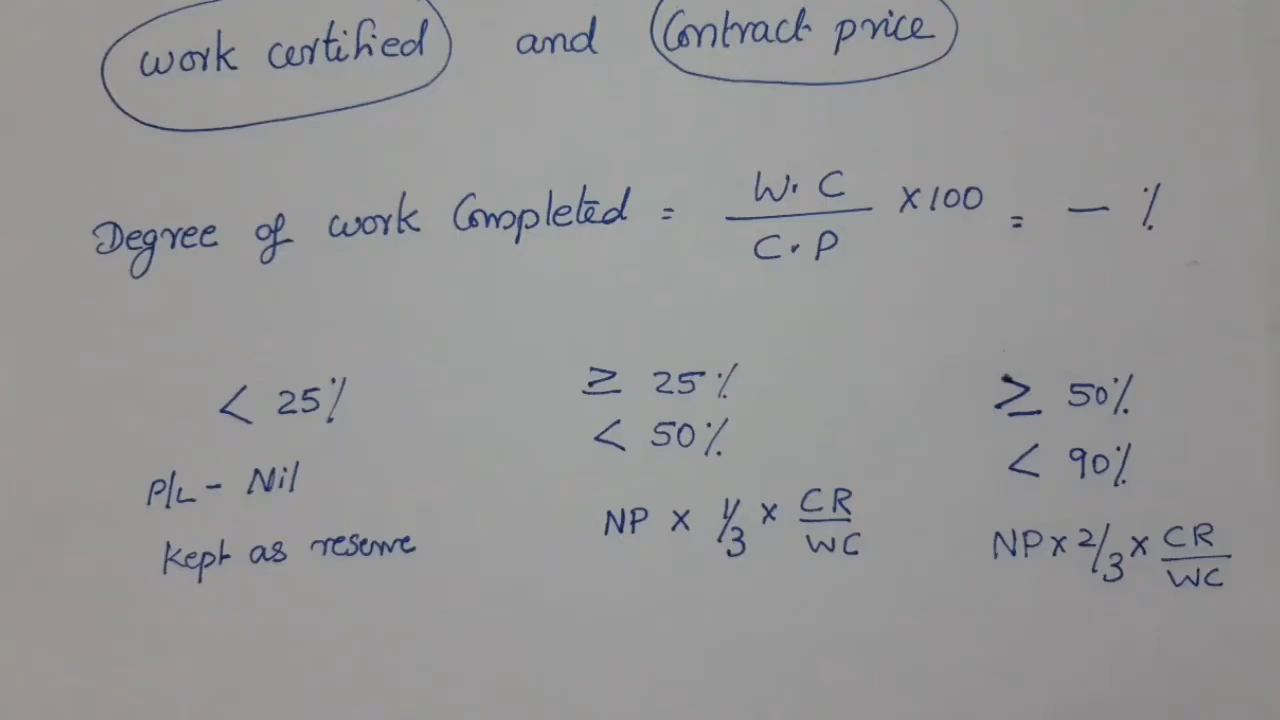 Work certified and Contract price
Degree of work Completed = W.C / C.P × 100 = – %
< 25%
P/L - Nil
Kept as reserve
≥ 25%
< 50%
NP × 1/3 × CR / WC
≥ 50%
< 90%
NP × 2/3 × CR / WC